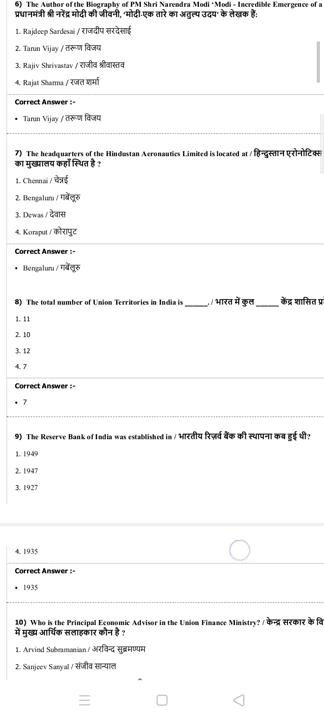 6) The Author of the Biography of PM Shri Narendra Modi ‘Modi - Incredible Emergence of a
प्रधानमंत्री श्री नरेंद्र मोदी की जीवनी, 'मोदी-एक तारे का अतुल्य उदय' के लेखक हैं:
1. Rajdeep Sardesai / राजदीप सरदेसाई
2. Tarun Vijay / तरूण विजय
3. Rajiv Shrivastav / राजीव श्रीवास्तव
4. Rajat Sharma / रजत शर्मा
Correct Answer :-
• Tarun Vijay / तरूण विजय
7) The headquarters of the Hindustan Aeronautics Limited is located at / हिन्दुस्तान एरोनोटिक्स
का मुख्यालय कहाँ स्थित है ?
1. Chennai / चेन्नई
2. Bengaluru / गबेंलूरु
3. Dewas / देवास
4. Koraput / कोरापुट
Correct Answer :-
• Bengaluru / गबेंलूरु
8) The total number of Union Territories in India is ______. / भारत में कुल ______ केंद्र शासित
1. 11
2. 10
3. 12
4. 7
Correct Answer :-
• 7
9) The Reserve Bank of India was established in / भारतीय रिज़र्व बैंक की स्थापना कब हुई थी?
1. 1949
2. 1947
3. 1927
4. 1935
Correct Answer :-
• 1935
10) Who is the Principal Economic Advisor in the Union Finance Ministry? / केन्द्र सरकार के वि
में मुख्य आर्थिक सलाहकार कौन है ?
1. Arvind Subramanian / अरविन्द सुब्रमण्यम
2. Sanjeev Sanyal / संजीव सान्याल